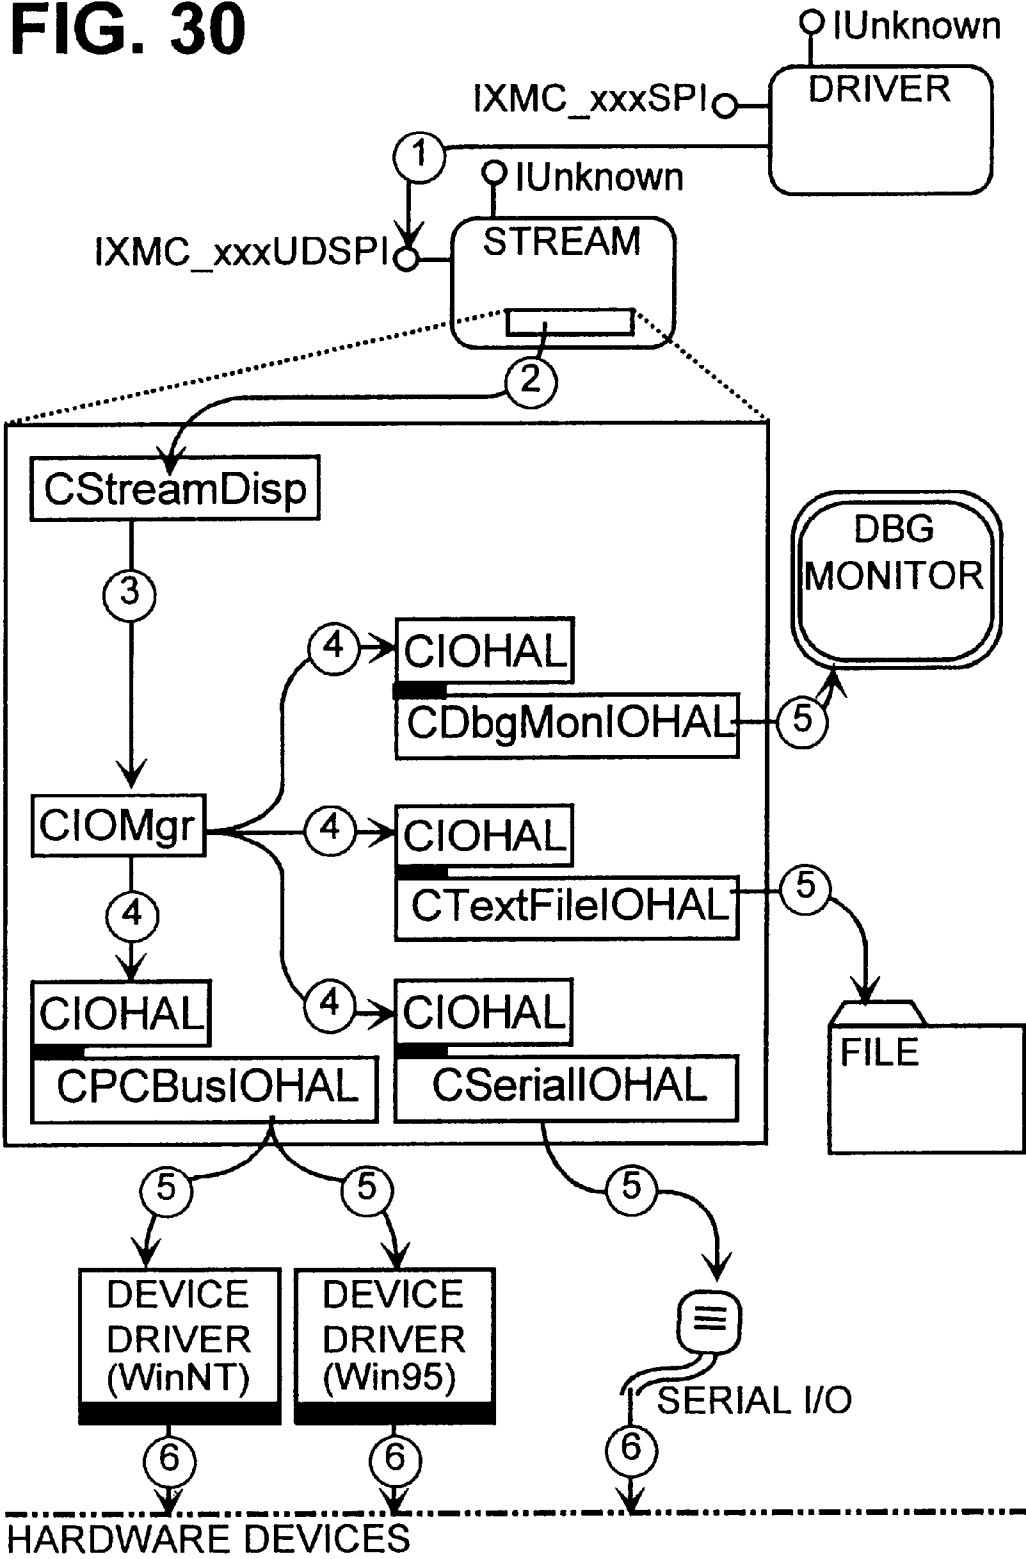 FIG. 30
IUnknown
IXMC_xxxSPI
DRIVER
1
IUnknown
IXMC_xxxUDSPI
STREAM
2
CStreamDisp
DBG
MONITOR
3
4
CIOHAL
CDbgMonIOHAL
5
CIOMgr
4
CIOHAL
CTextFileIOHAL
5
4
CIOHAL
4
CIOHAL
FILE
CPCBusIOHAL
CSerialIOHAL
5
5
5
DEVICE
DRIVER
(WinNT)
DEVICE
DRIVER
(Win95)
SERIAL I/O
6
6
6
HARDWARE DEVICES